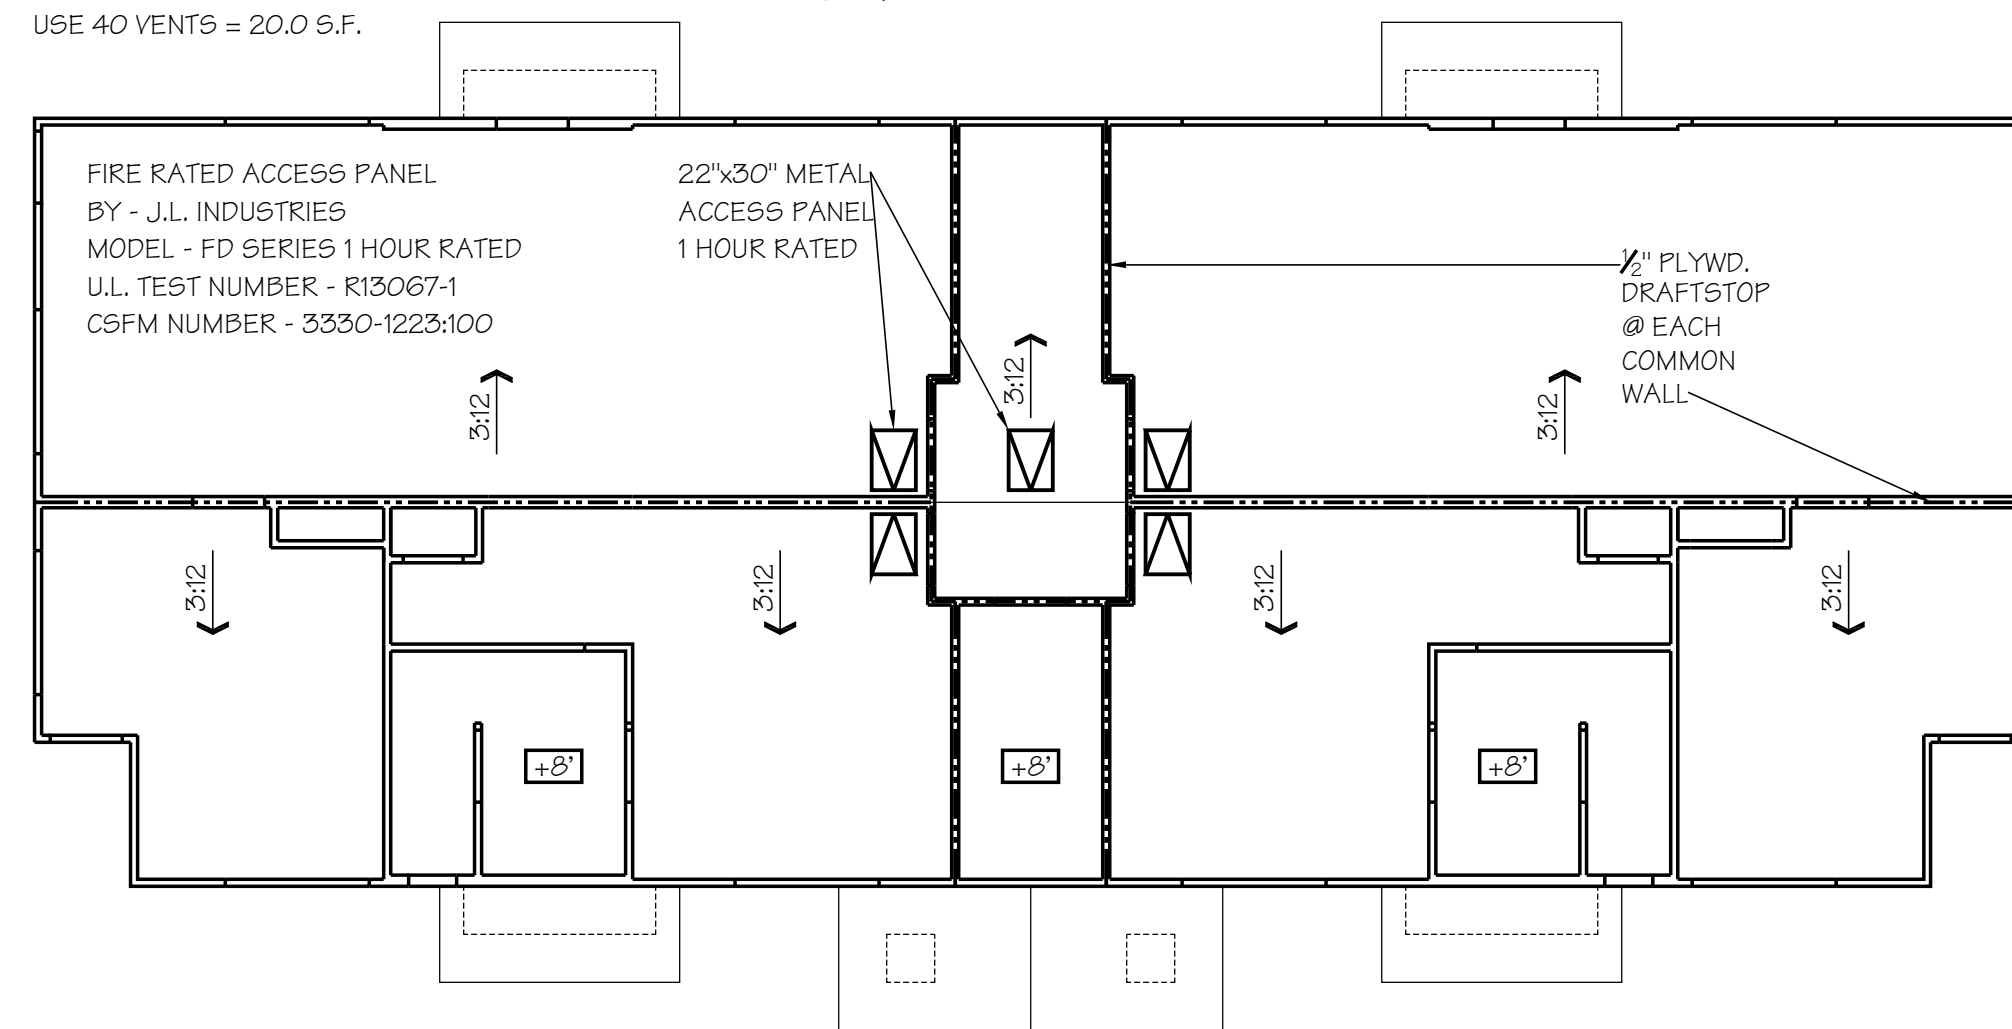 USE 40 VENTS = 20.0 S.F.
FIRE RATED ACCESS PANEL
BY - J.L. INDUSTRIES
MODEL - FD SERIES 1 HOUR RATED
U.L. TEST NUMBER - R13067-1
CSFM NUMBER - 3330-1223:100
22"x30" METAL
ACCESS PANEL
1 HOUR RATED
½" PLYWD.
DRAFTSTOP
@ EACH
COMMON
WALL
3:12
3:12
3:12
3:12
3:12
3:12
3:12
+8'
+8'
+8'